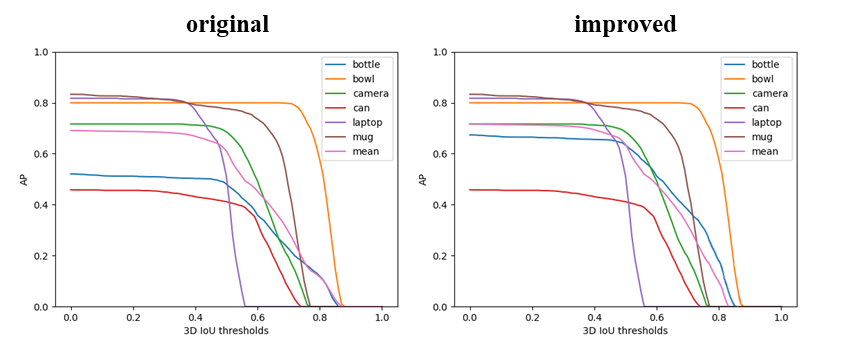 original
improved
1.0
0.8
0.6
0.4
0.2
0.0
AP
0.0 0.2 0.4 0.6 0.8 1.0
3D IoU thresholds
bottle
bowl
camera
can
laptop
mug
mean
1.0
0.8
0.6
0.4
0.2
0.0
AP
0.0 0.2 0.4 0.6 0.8 1.0
3D IoU thresholds
bottle
bowl
camera
can
laptop
mug
mean